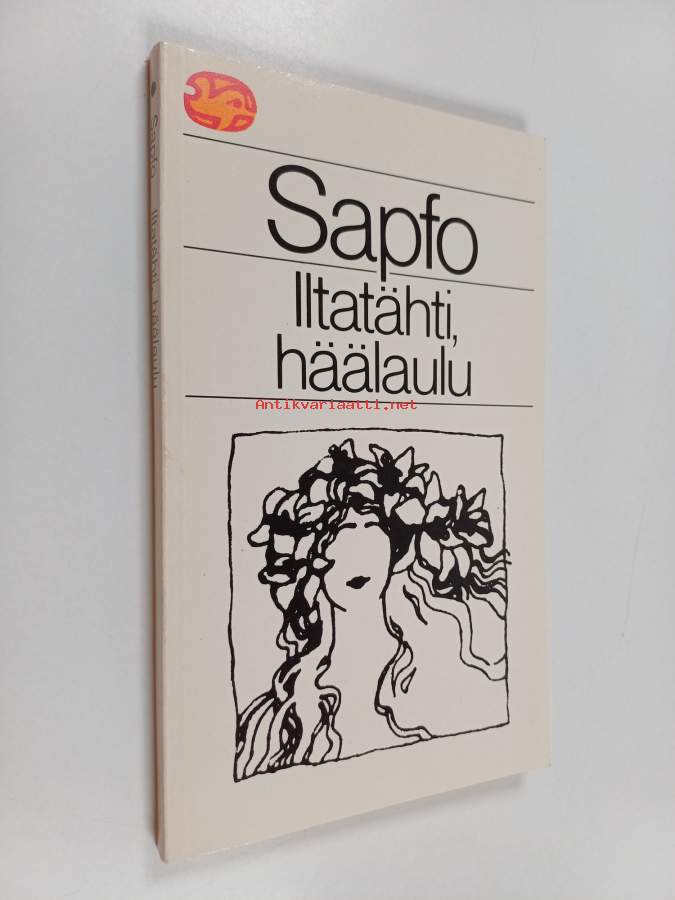 Sapfo
Iltatähti,
häälaulu
Antikvariaatti.net
Sapfo Iltatähti, häälaulu